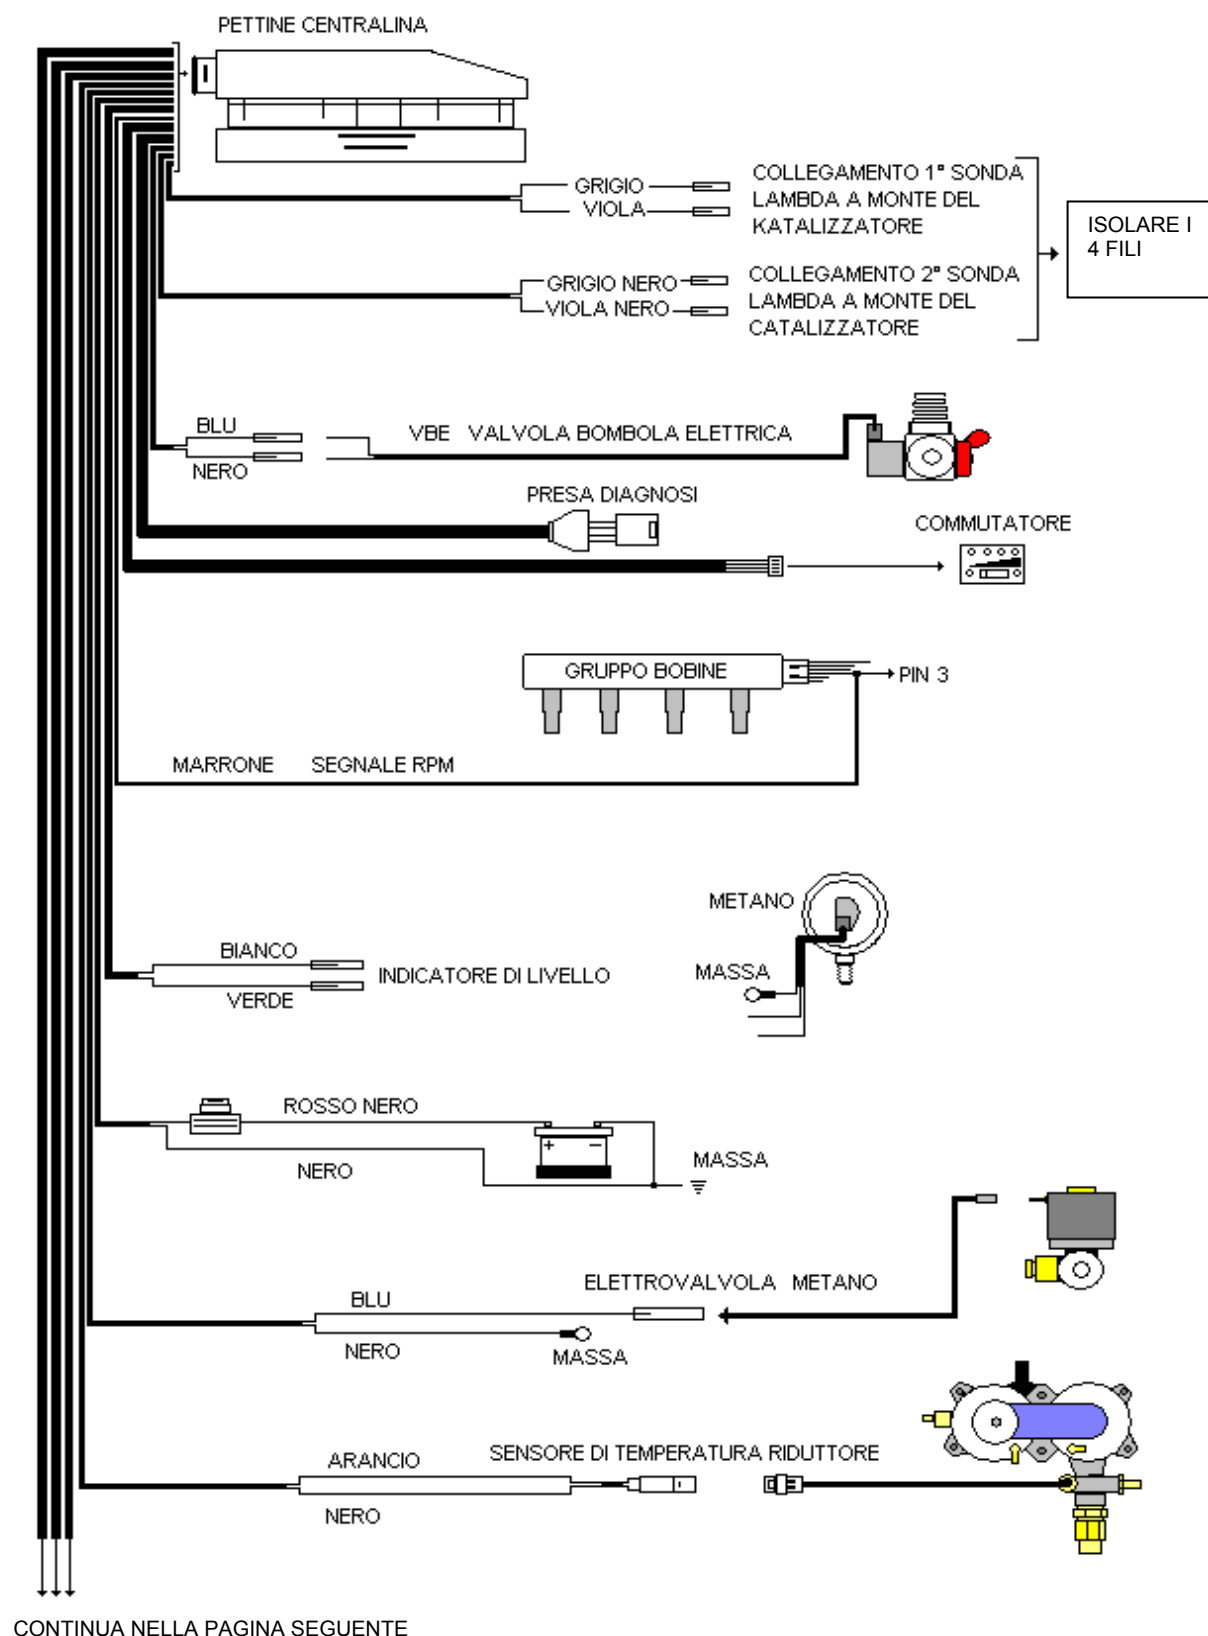 PETTINE CENTRALINA
GRIGIO
VIOLA
COLLEGAMENTO 1° SONDA
LAMBDA A MONTE DEL
KATALIZZATORE
ISOLARE I
4 FILI
GRIGIO NERO
VIOLA NERO
COLLEGAMENTO 2° SONDA
LAMBDA A MONTE DEL
CATALIZZATORE
BLU
NERO
VBE VALVOLA BOMBOLA ELETTRICA
PRESA DIAGNOSI
COMMUTATORE
GRUPPO BOBINE
PIN 3
MARRONE SEGNALE RPM
METANO
MASSA
BIANCO
VERDE
INDICATORE DI LIVELLO
ROSSO NERO
NERO
+ −
MASSA
ELETTROVALVOLA METANO
BLU
NERO
MASSA
ARANCIO
NERO
SENSORE DI TEMPERATURA RIDUTTORE
CONTINUA NELLA PAGINA SEGUENTE